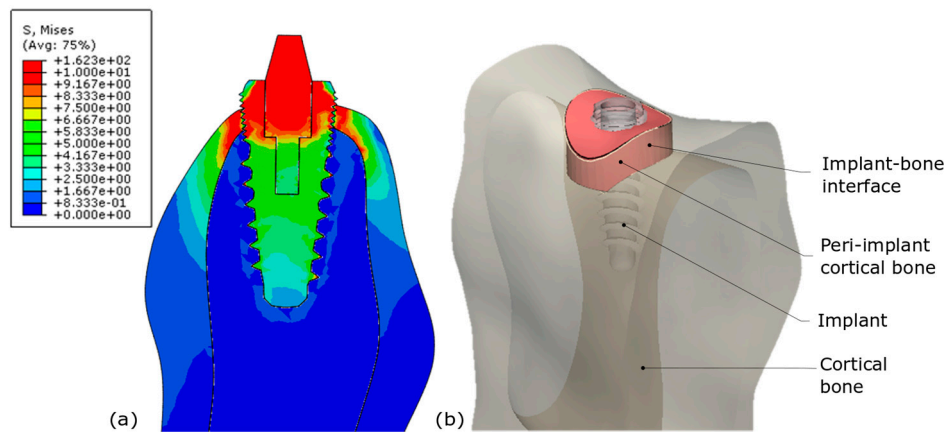 S, Mises
(Avg: 75%)
+1.623e+02
+1.000e+01
+9.167e+00
+8.333e+00
+7.500e+00
+6.667e+00
+5.833e+00
+5.000e+00
+4.167e+00
+3.333e+00
+2.500e+00
+1.667e+00
+8.333e-01
+0.000e+00
(a)
(b)
Implant-bone
interface
Peri-implant
cortical bone
Implant
Cortical
bone